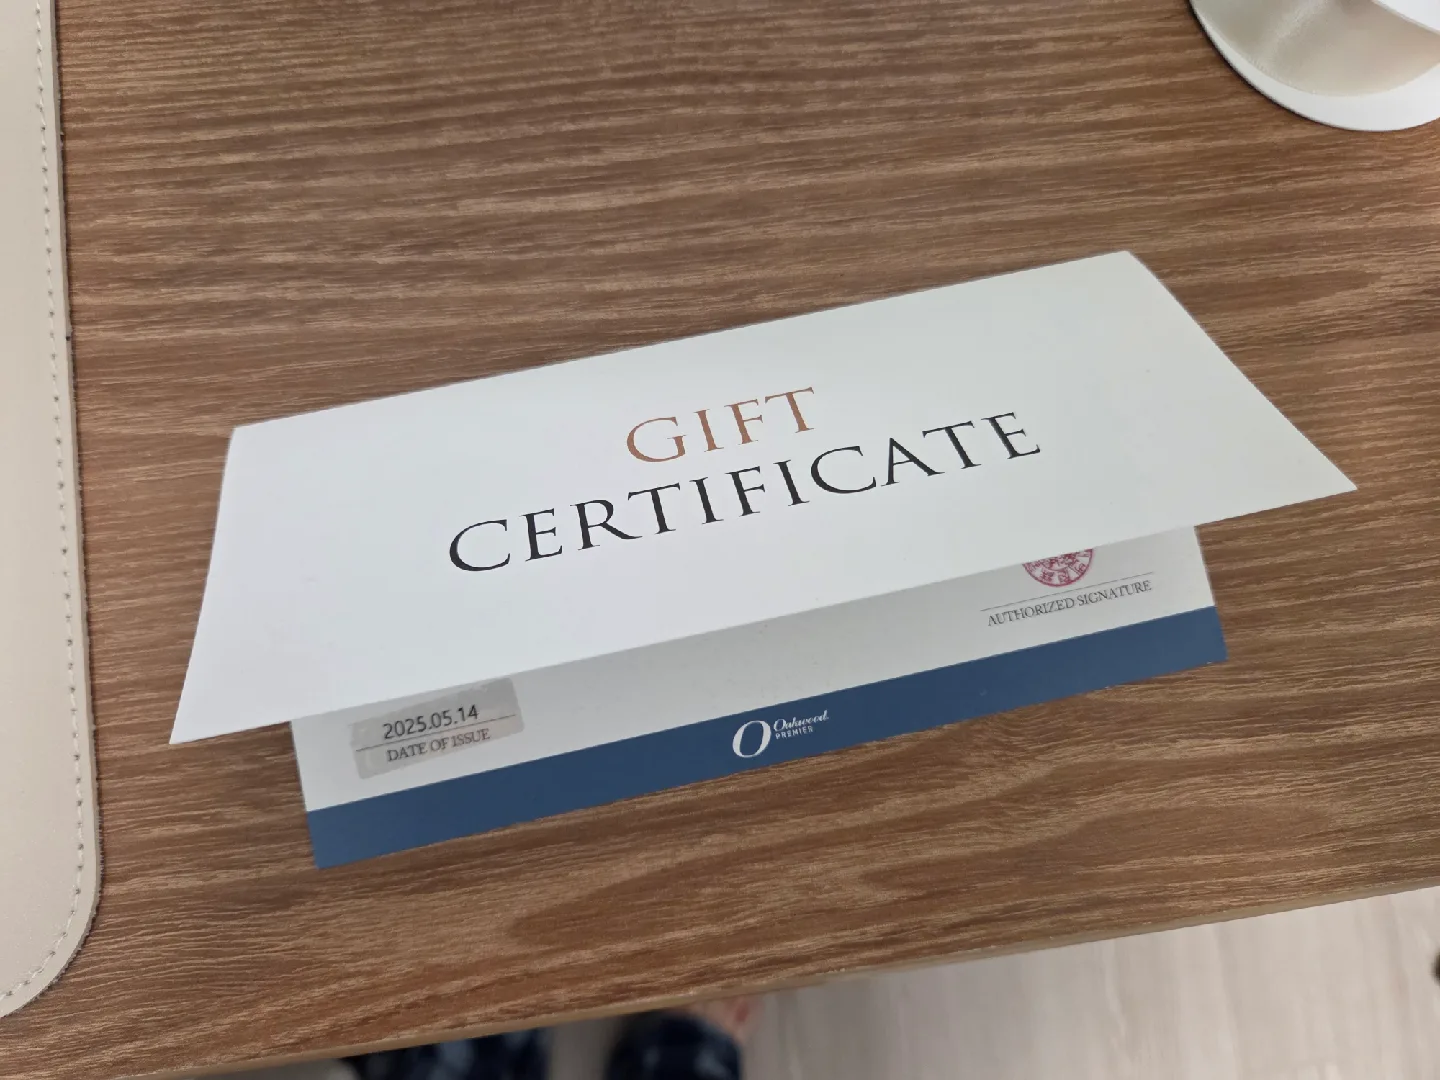 GIFT
CERTIFICATE
AUTHORIZED SIGNATURE
2025.05.14
DATE OF ISSUE
Oakwood
PREMIER